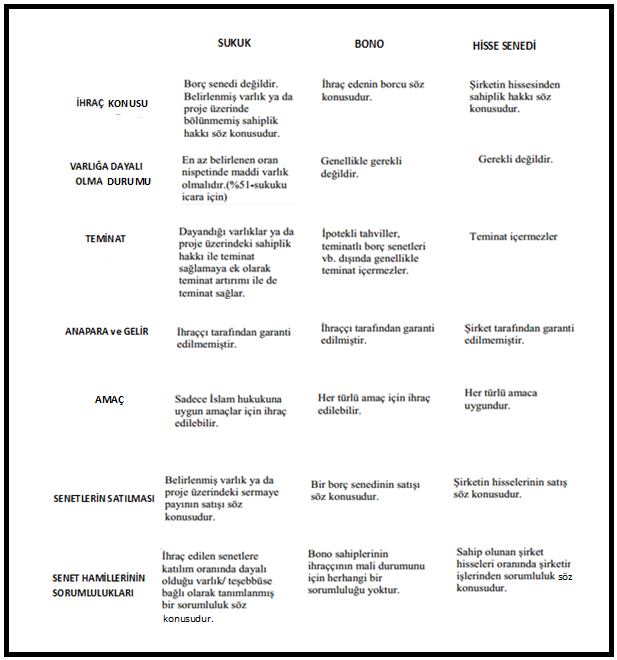 SUKUK BONO HİSSE SENEDİ
İHRAÇ KONUSU
Borç senedi değildir.
Belirlenmiş varlık ya da
proje üzerinde
bölünmemiş sahiplik
hakkı söz konusudur.
İhraç edenin borcu söz
konusudur.
Şirketin hissesinden
sahiplik hakkı söz
konusudur.
VARLIĞA DAYALI
OLMA DURUMU
En az belirlenen oran
nispetinde maddi varlık
olmalıdır.(%51-sukuku
icara için)
Genellikle gerekli
değildir.
Gerekli değildir.
TEMİNAT
Dayandığı varlıklar ya da
proje üzerindeki sahiplik
hakkı ile teminat
sağlamaya ek olarak
teminat artırımı ile de
teminat sağlar.
İpotekli tahviller,
teminatlı borç senetleri
vb. dışında genellikle
teminat içermezler.
Teminat içermezler
ANAPARA ve GELİR
İhraççı tarafından garanti
edilmemiştir.
İhraççı tarafından garanti
edilmiştir.
Şirket tarafından garanti
edilmemiştir.
AMAÇ
Sadece İslam hukukuna
uygun amaçlar için ihraç
edilebilir.
Her türlü amaç için ihraç
edilebilir.
Her türlü amaca
uygundur.
SENETLERİN SATILMASI
Belirlenmiş varlık ya da
proje üzerindeki sermaye
payının satışı söz
konusudur.
Bir borç senedinin satışı
söz konusudur.
Şirketin hisselerinin satış
söz konusudur.
SENET HAMİLLERİNİN
SORUMLULUKLARI
İhraç edilen senetlere
katılım oranında dayalı
olduğu varlık/ teşebbüse
bağlı olarak tanımlanmış
bir sorumluluk söz
konusudur.
Bono sahiplerinin
ihraççının mali durumunu
için herhangi bir
sorumluluğu yoktur.
Sahip olunan şirket
hisseleri oranında şirketir
işlerinden sorumluluk söz
konusudur.